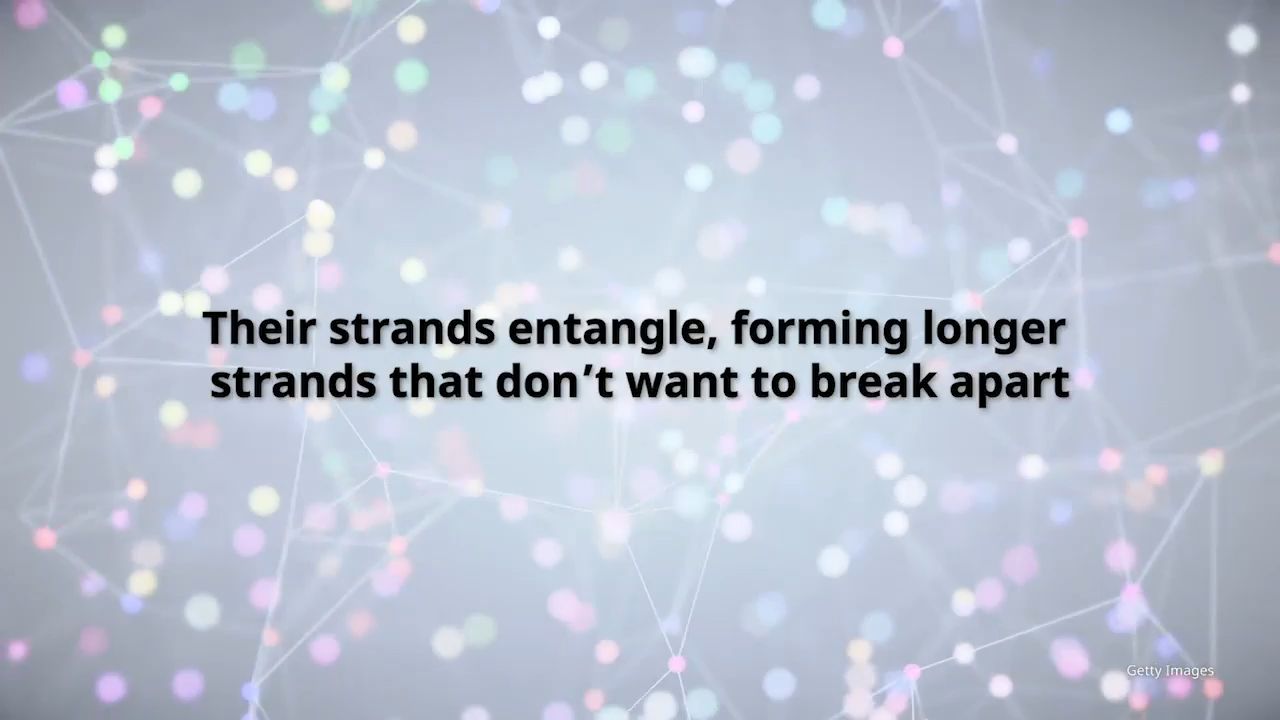 Their strands entangle, forming longer
strands that don’t want to break apart
Getty Images